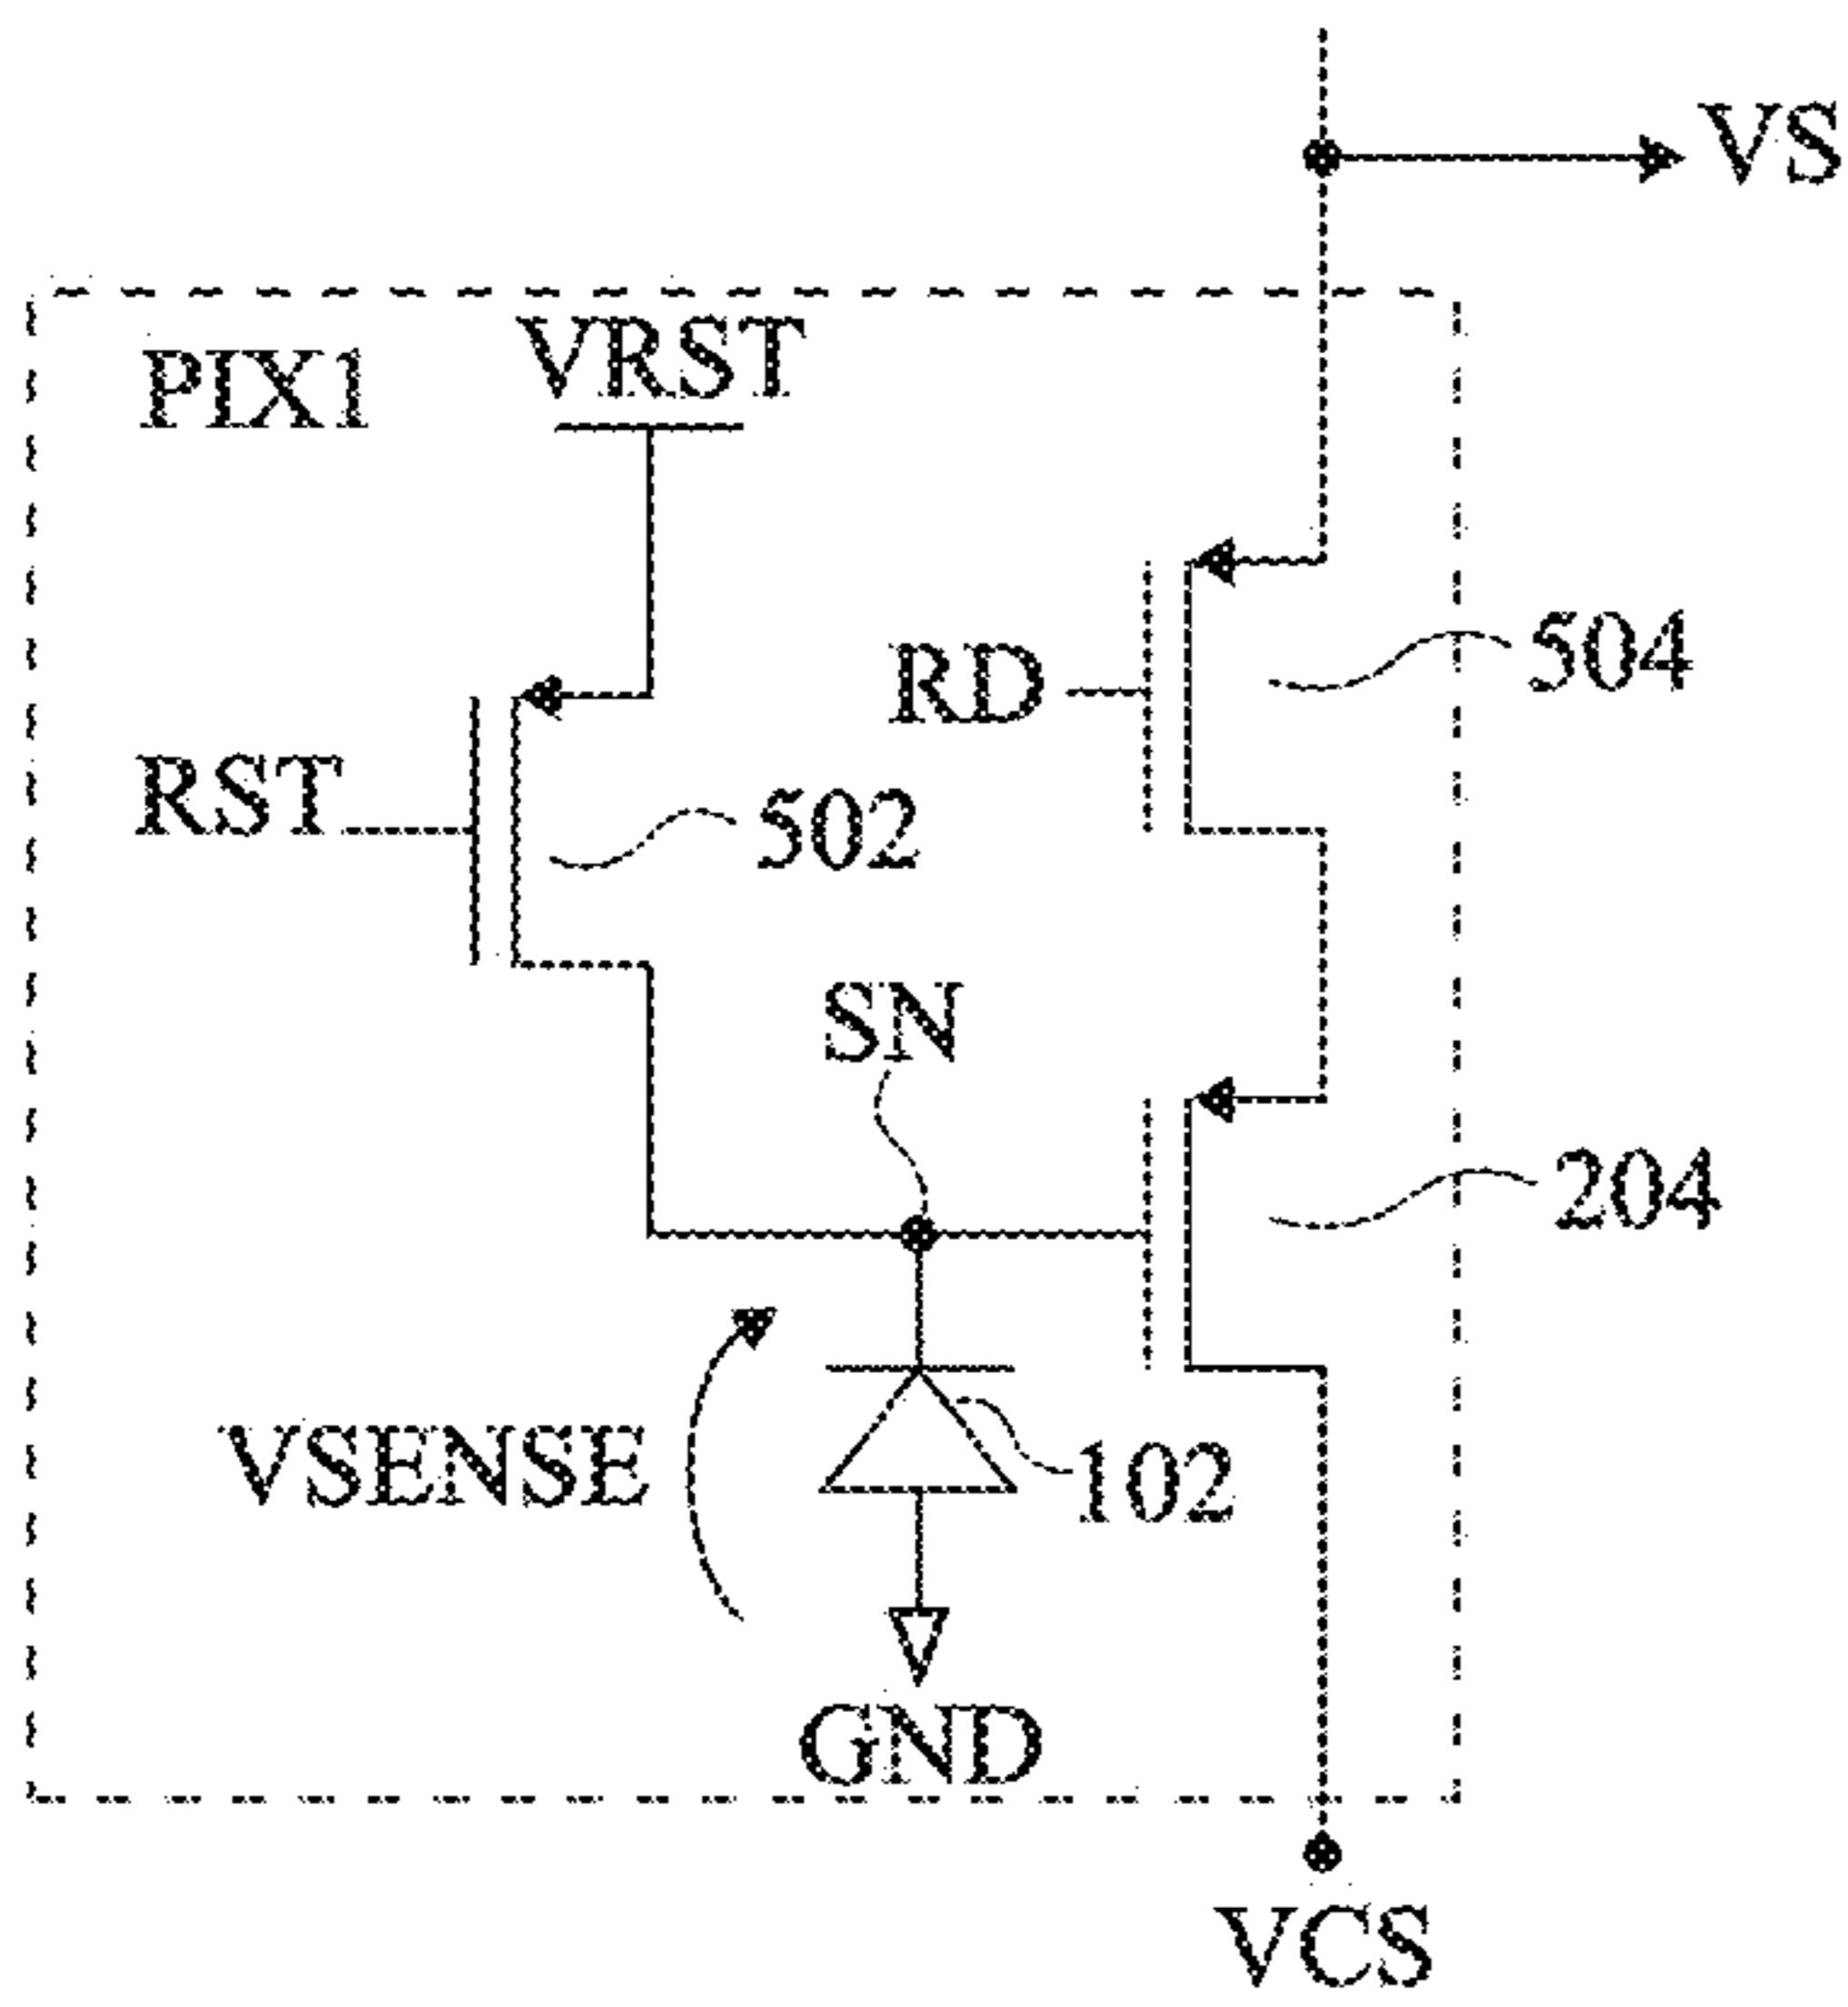 VS
PIX1
VRST
RD
504
RST
502
SN
204
VSENSE
102
GND
VCS